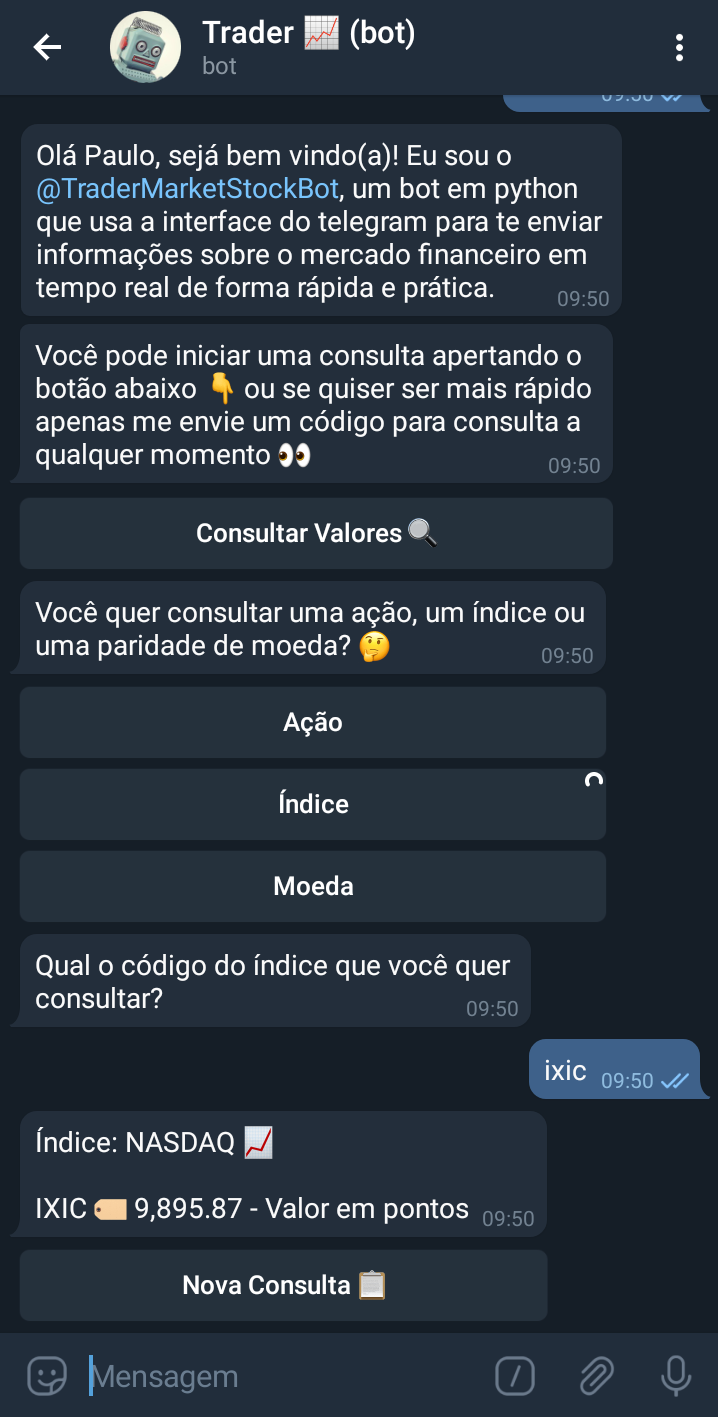 Trader 📈 (bot)
bot
09:50
Olá Paulo, sejá bem vindo(a)! Eu sou o
@TraderMarketStockBot, um bot em python
que usa a interface do telegram para te enviar
informações sobre o mercado financeiro em
tempo real de forma rápida e prática. 09:50
Você pode iniciar uma consulta apertando o
botão abaixo 👇 ou se quiser ser mais rápido
apenas me envie um código para consulta a
qualquer momento 👀 09:50
Consultar Valores 🔍
Você quer consultar uma ação, um índice ou
uma paridade de moeda? 🤔 09:50
Ação
Índice
Moeda
Qual o código do índice que você quer
consultar? 09:50
ixic 09:50
Índice: NASDAQ 📈
IXIC 🏷 9,895.87 - Valor em pontos 09:50
Nova Consulta 📋
Mensagem